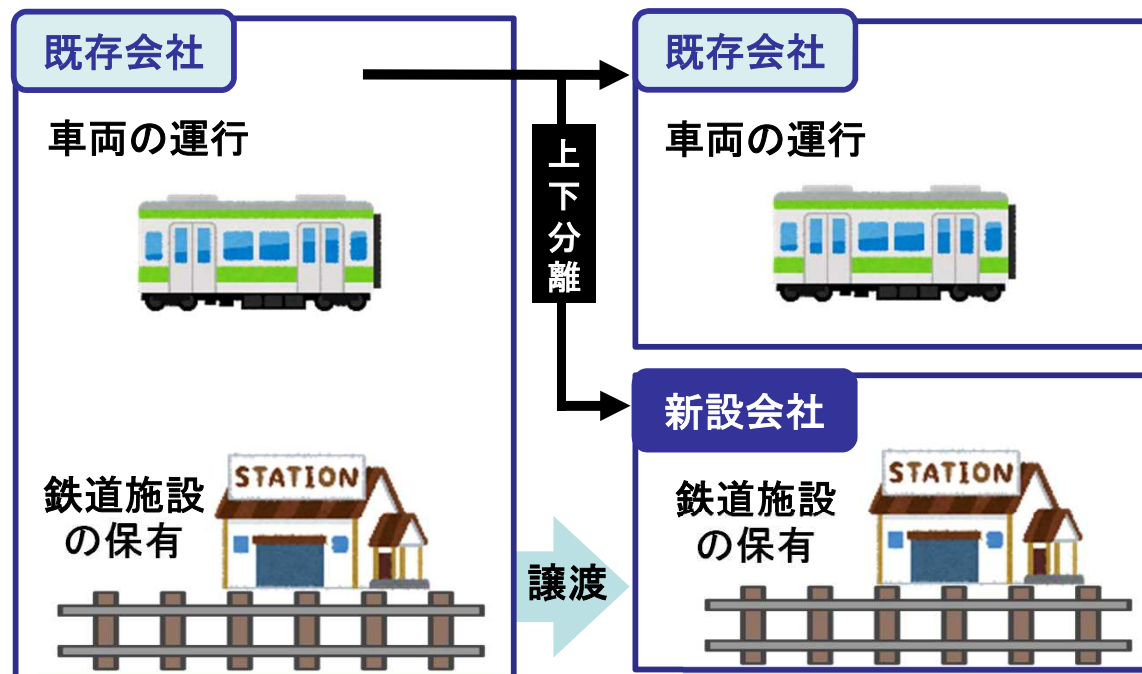 既存会社
車両の運行
STATION
鉄道施設
の保有
上下分離
譲渡
既存会社
車両の運行
新設会社
STATION
鉄道施設
の保有